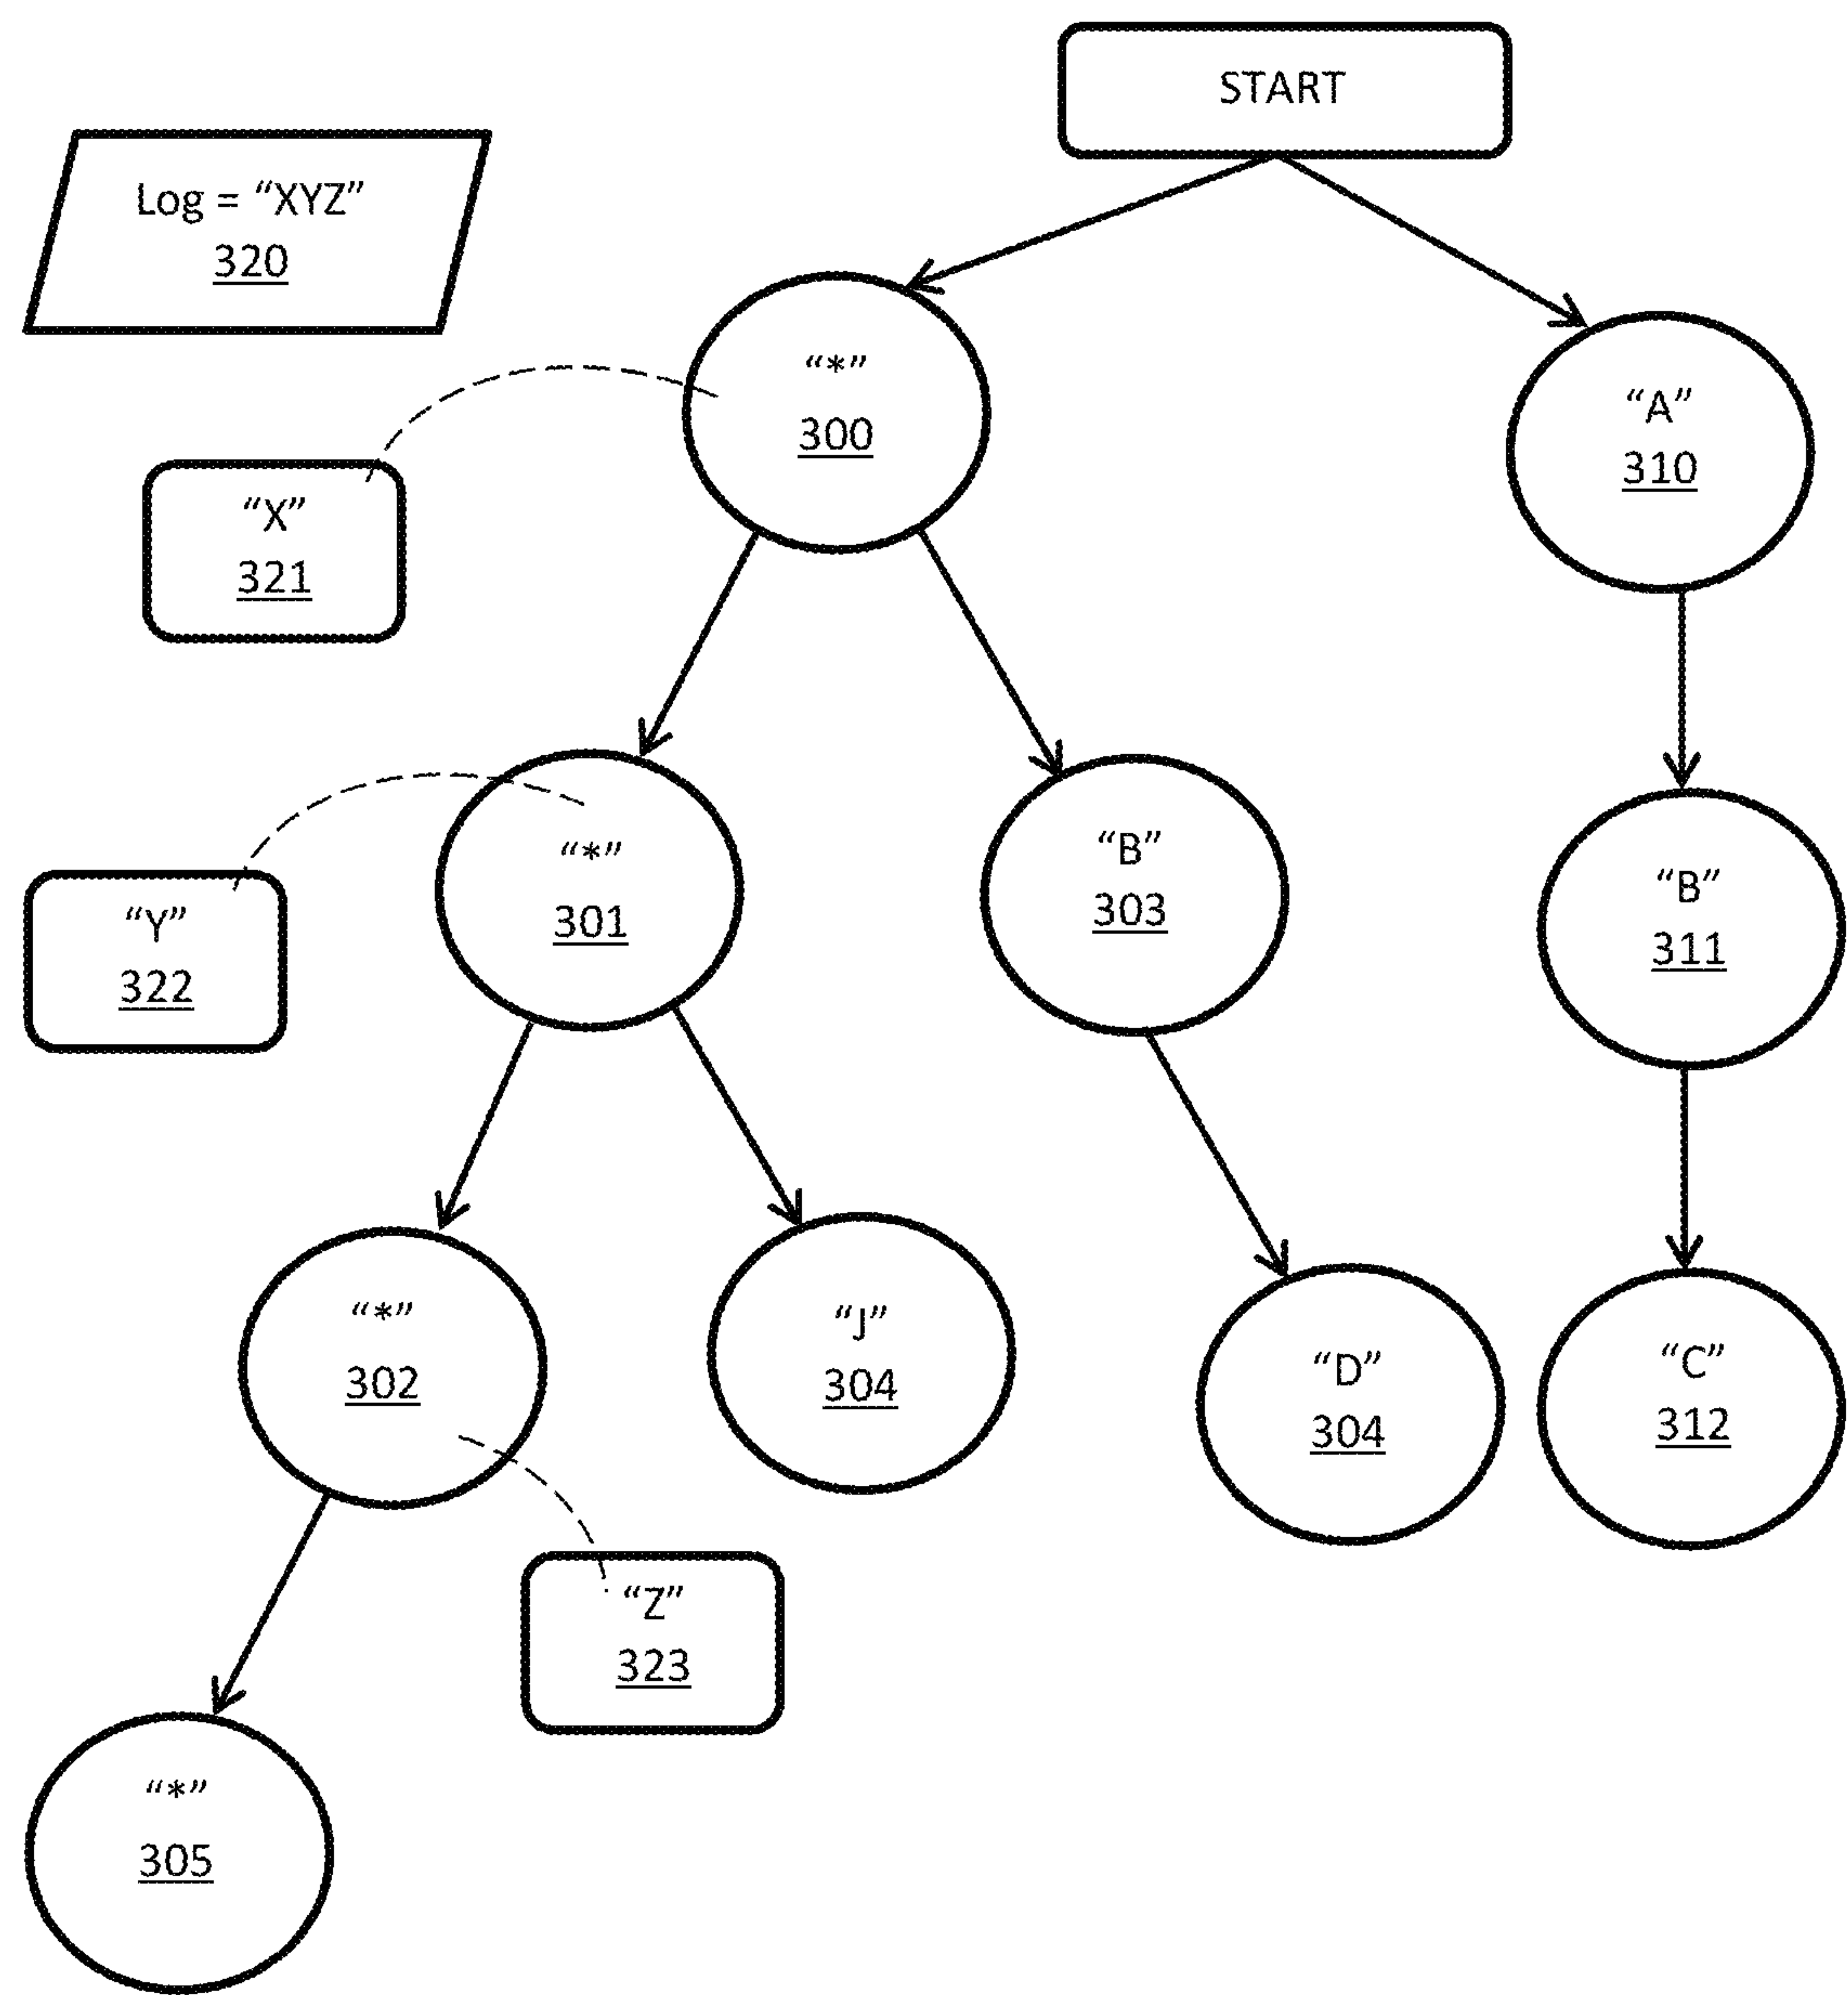 START
Log = “XYZ”
320
“*”
300
“A”
310
“X”
321
“*”
301
“B”
303
“B”
311
“Y”
322
“*”
302
“J”
304
“D”
304
“C”
312
“Z”
323
“*”
305